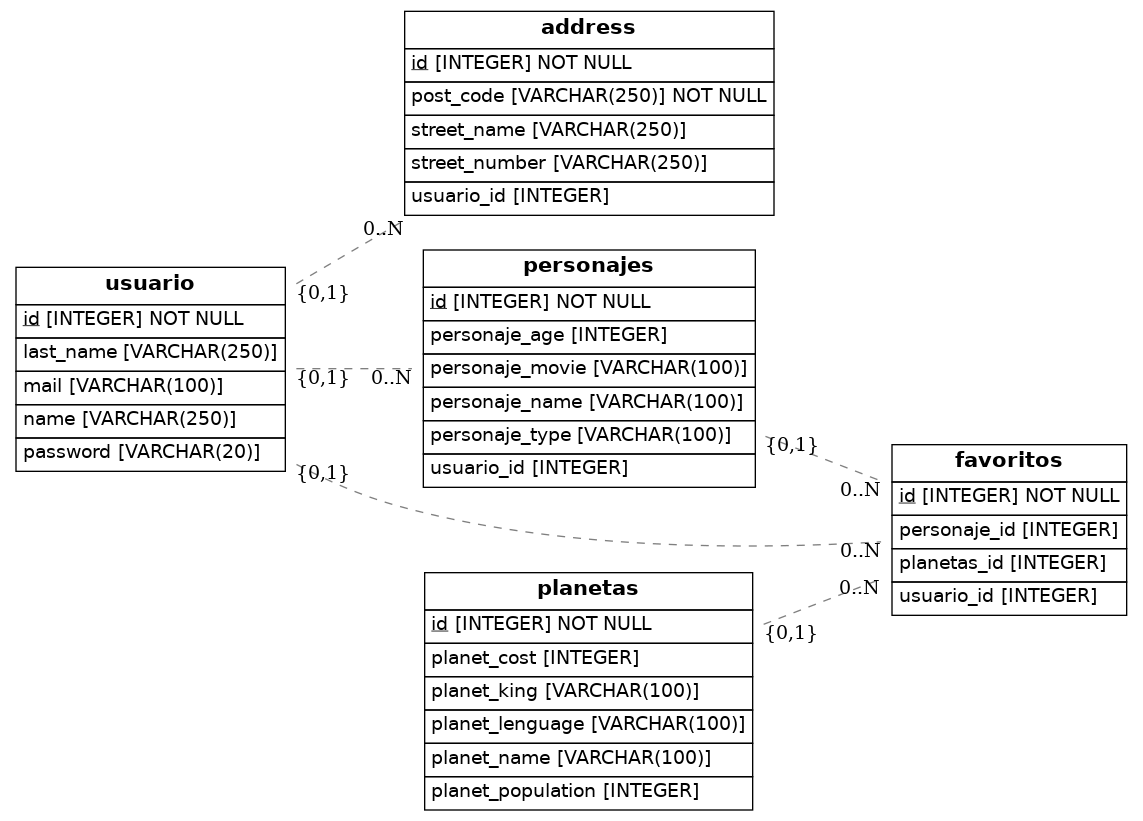 address
id [INTEGER] NOT NULL
post_code [VARCHAR(250)] NOT NULL
street_name [VARCHAR(250)]
street_number [VARCHAR(250)]
usuario_id [INTEGER]
0..N
{0,1}
usuario
id [INTEGER] NOT NULL
last_name [VARCHAR(250)]
mail [VARCHAR(100)]
name [VARCHAR(250)]
password [VARCHAR(20)]
{0,1}
0..N
{0,1}
personajes
id [INTEGER] NOT NULL
personaje_age [INTEGER]
personaje_movie [VARCHAR(100)]
personaje_name [VARCHAR(100)]
personaje_type [VARCHAR(100)]
usuario_id [INTEGER]
{0,1}
0..N
0..N
0..N
{0,1}
favoritos
id [INTEGER] NOT NULL
personaje_id [INTEGER]
planetas_id [INTEGER]
usuario_id [INTEGER]
planetas
id [INTEGER] NOT NULL
planet_cost [INTEGER]
planet_king [VARCHAR(100)]
planet_lenguage [VARCHAR(100)]
planet_name [VARCHAR(100)]
planet_population [INTEGER]